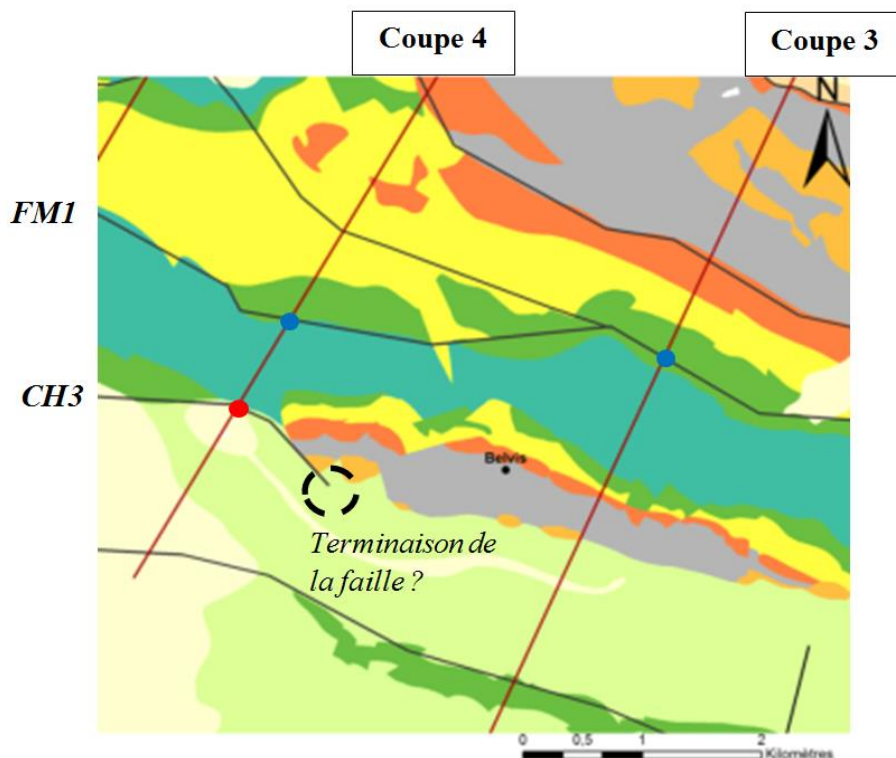 Coupe 4
Coupe 3
N
FM1
CH3
Belvis
Terminaison de
la faille ?
0 0,5 1 2
Kilomètres